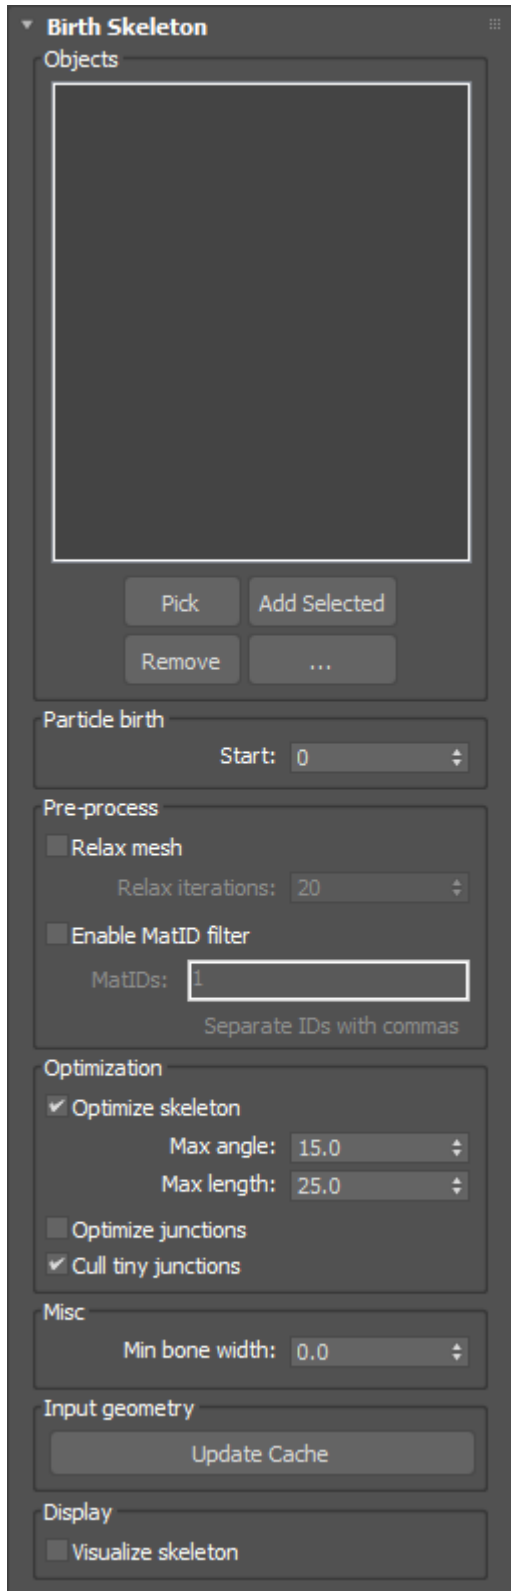 Birth Skeleton
Objects
Pick Add Selected
Remove ...
Particle birth
Start: 0
Pre-process
Relax mesh
Relax iterations: 20
Enable MatID filter
MatIDs: 1
Separate IDs with commas
Optimization
Optimize skeleton
Max angle: 15.0
Max length: 25.0
Optimize junctions
Cull tiny junctions
Misc
Min bone width: 0.0
Input geometry
Update Cache
Display
Visualize skeleton